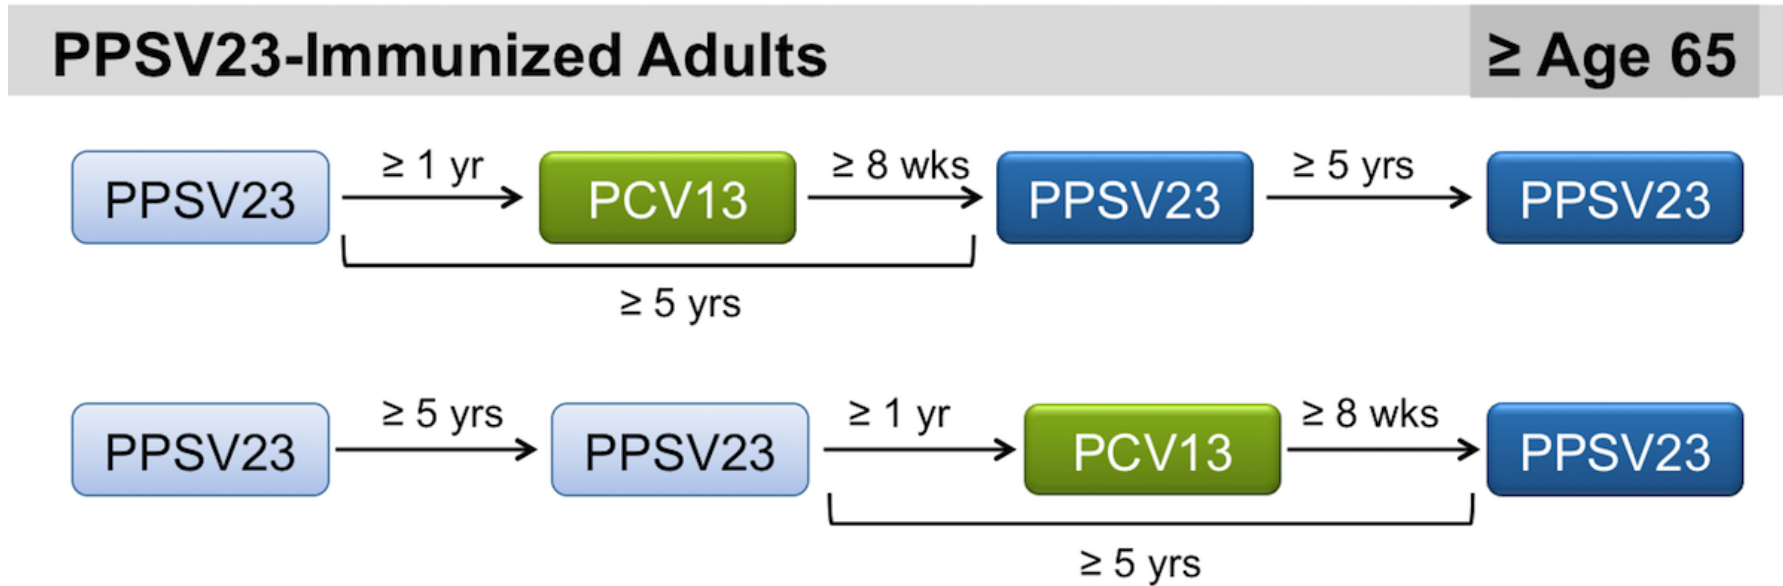 PPSV23-Immunized Adults
≥ Age 65
≥ 1 yr
≥ 8 wks
≥ 5 yrs
PPSV23
PCV13
PPSV23
PPSV23
≥ 5 yrs
≥ 5 yrs
≥ 1 yr
≥ 8 wks
PPSV23
PPSV23
PCV13
PPSV23
≥ 5 yrs